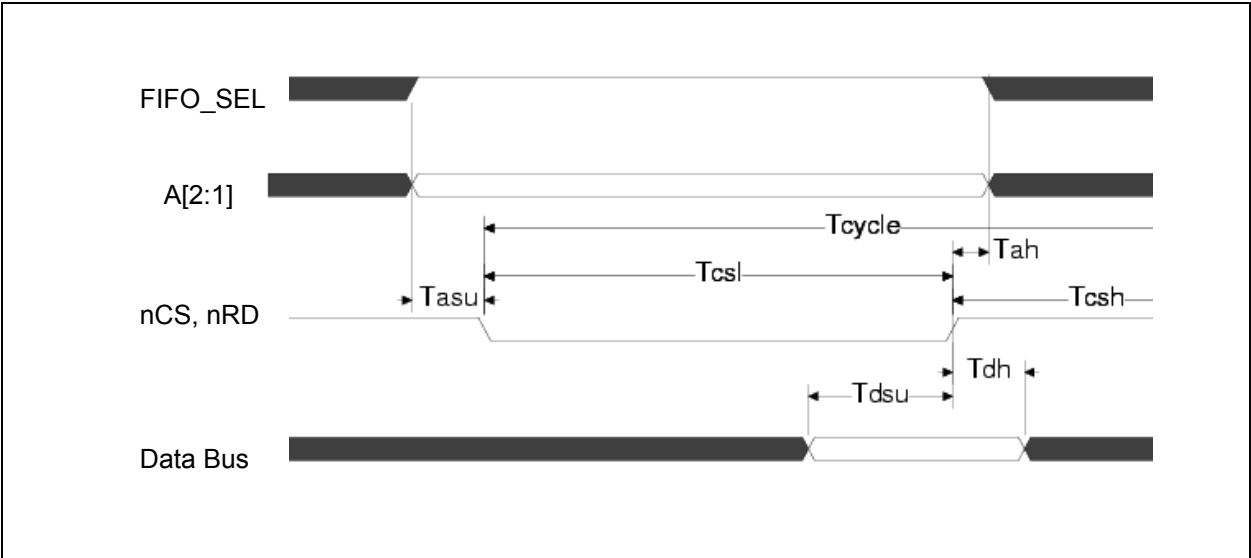 FIFO_SEL
A[2:1]
Tcycle
Tah
Tcsl
Tasu
Tcsh
nCS, nRD
Tdh
Tdsu
Data Bus